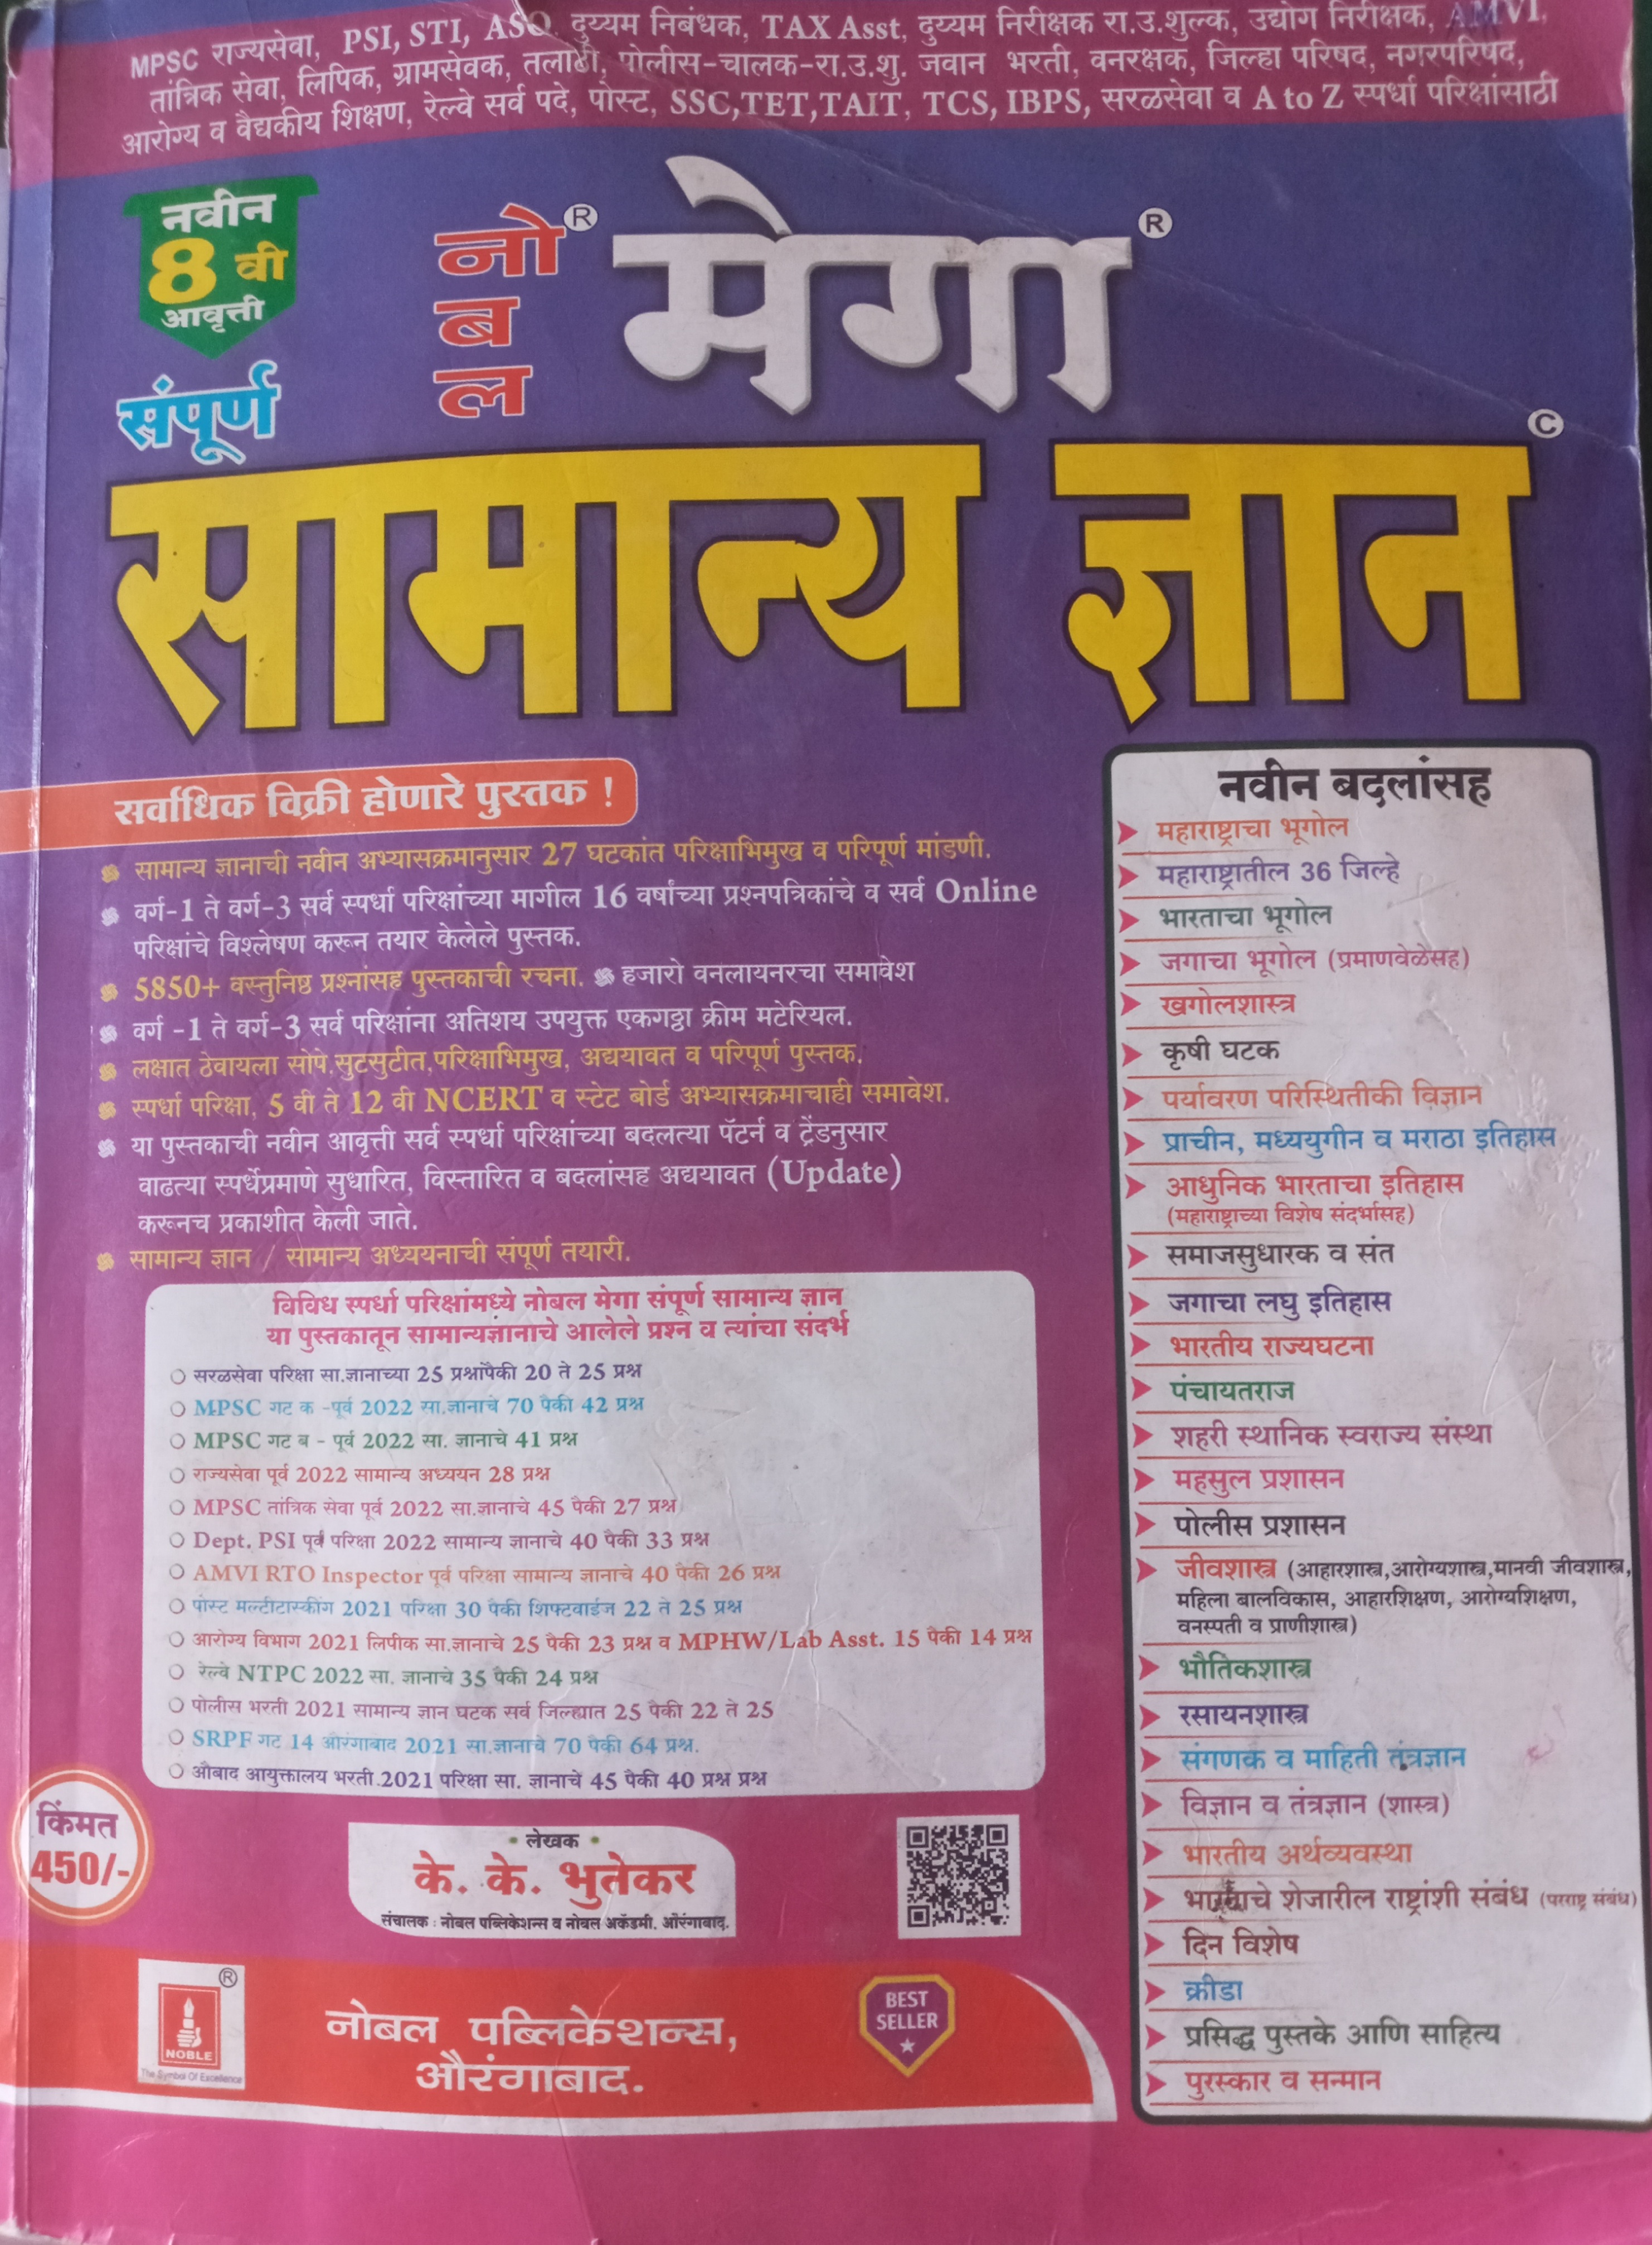 MPSC राज्यसेवा, PSI, STI, ASO, दुय्यम निबंधक, TAX Asst, दुय्यम निरीक्षक रा.उ.शुल्क, उद्योग निरीक्षक, AMVI,
तांत्रिक सेवा, लिपिक, ग्रामसेवक, तलाठी, पोलीस-चालक-रा.उ.शु. जवान भरती, वनरक्षक, जिल्हा परिषद, नगरपरिषद,
आरोग्य व वैद्यकीय शिक्षण, रेल्वे सर्व पदे, पोस्ट, SSC,TET,TAIT, TCS, IBPS, सरळसेवा व A to Z स्पर्धा परिक्षांसाठी
नवीन
8 वी
आवृत्ती
नोबल ® मेगा ®
संपूर्ण
सामान्य ज्ञान ©
सर्वाधिक विक्री होणारे पुस्तक !
सामान्य ज्ञानाची नवीन अभ्यासक्रमानुसार 27 घटकांत परिक्षाभिमुख व परिपूर्ण मांडणी.
वर्ग-1 ते वर्ग-3 सर्व स्पर्धा परिक्षांच्या मागील 16 वर्षांच्या प्रश्नपत्रिकांचे व सर्व Online
परिक्षांचे विश्लेषण करून तयार केलेले पुस्तक.
5850+ वस्तुनिष्ठ प्रश्नांसह पुस्तकाची रचना. हजारो वनलायनरचा समावेश
वर्ग -1 ते वर्ग-3 सर्व परिक्षांना अतिशय उपयुक्त एकगठ्ठा क्रीम मटेरियल.
लक्षात ठेवायला सोपे,सुटसुटीत,परिक्षाभिमुख, अद्ययावत व परिपूर्ण पुस्तक.
स्पर्धा परिक्षा, 5 वी ते 12 वी NCERT व स्टेट बोर्ड अभ्यासक्रमाचाही समावेश.
या पुस्तकाची नवीन आवृत्ती सर्व स्पर्धा परिक्षांच्या बदलत्या पॅटर्न व ट्रेंडनुसार
वाढत्या स्पर्धेप्रमाणे सुधारित, विस्तारित व बदलांसह अद्ययावत (Update)
करूनच प्रकाशीत केली जाते.
सामान्य ज्ञान / सामान्य अध्ययनाची संपूर्ण तयारी.
विविध स्पर्धा परिक्षांमध्ये नोबल मेगा संपूर्ण सामान्य ज्ञान
या पुस्तकातून सामान्यज्ञानाचे आलेले प्रश्न व त्यांचा संदर्भ
सरळसेवा परिक्षा सा.ज्ञानाच्या 25 प्रश्नांपैकी 20 ते 25 प्रश्न
MPSC गट क -पूर्व 2022 सा.ज्ञानाचे 70 पैकी 42 प्रश्न
MPSC गट ब - पूर्व 2022 सा. ज्ञानाचे 41 प्रश्न
राज्यसेवा पूर्व 2022 सामान्य अध्ययन 28 प्रश्न
MPSC तांत्रिक सेवा पूर्व 2022 सा.ज्ञानाचे 45 पैकी 27 प्रश्न
Dept. PSI पूर्व परिक्षा 2022 सामान्य ज्ञानाचे 40 पैकी 33 प्रश्न
AMVI RTO Inspector पूर्व परिक्षा सामान्य ज्ञानाचे 40 पैकी 26 प्रश्न
पोस्ट मल्टीटास्कींग 2021 परिक्षा 30 पैकी शिफ्टवाईज 22 ते 25 प्रश्न
आरोग्य विभाग 2021 लिपीक सा.ज्ञानाचे 25 पैकी 23 प्रश्न व MPHW/Lab Asst. 15 पैकी 14 प्रश्न
रेल्वे NTPC 2022 सा. ज्ञानाचे 35 पैकी 24 प्रश्न
पोलीस भरती 2021 सामान्य ज्ञान घटक सर्व जिल्ह्यात 25 पैकी 22 ते 25
SRPF गट 14 औरंगाबाद 2021 सा.ज्ञानाचे 70 पैकी 64 प्रश्न.
औबाद आयुक्तालय भरती.2021 परिक्षा सा. ज्ञानाचे 45 पैकी 40 प्रश्न प्रश्न
किंमत
450/-
• लेखक •
के. के. भुतेकर
संचालक : नोबल पब्लिकेशन्स व नोबल अकॅडमी, औरंगाबाद.
®
NOBLE
The Symbol Of Excellence
नोबल पब्लिकेशन्स,
औरंगाबाद.
BEST
SELLER
नवीन बदलांसह
महाराष्ट्राचा भूगोल
महाराष्ट्रातील 36 जिल्हे
भारताचा भूगोल
जगाचा भूगोल (प्रमाणवेळेसह)
खगोलशास्त्र
कृषी घटक
पर्यावरण परिस्थितीकी विज्ञान
प्राचीन, मध्ययुगीन व मराठा इतिहास
आधुनिक भारताचा इतिहास
(महाराष्ट्राच्या विशेष संदर्भासह)
समाजसुधारक व संत
जगाचा लघु इतिहास
भारतीय राज्यघटना
पंचायतराज
शहरी स्थानिक स्वराज्य संस्था
महसुल प्रशासन
पोलीस प्रशासन
जीवशास्त्र (आहारशास्त्र,आरोग्यशास्त्र,मानवी जीवशास्त्र,
महिला बालविकास, आहारशिक्षण, आरोग्यशिक्षण,
वनस्पती व प्राणीशास्त्र)
भौतिकशास्त्र
रसायनशास्त्र
संगणक व माहिती तंत्रज्ञान
विज्ञान व तंत्रज्ञान (शास्त्र)
भारतीय अर्थव्यवस्था
भारताचे शेजारील राष्ट्रांशी संबंध (परराष्ट्र संबंध)
दिन विशेष
क्रीडा
प्रसिद्ध पुस्तके आणि साहित्य
पुरस्कार व सन्मान